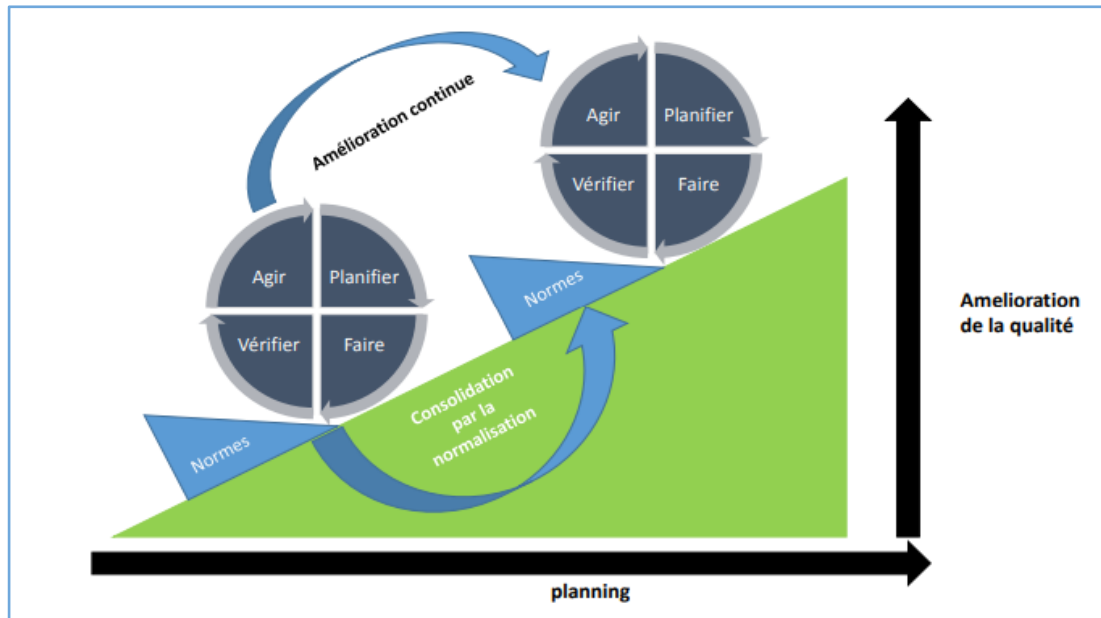 Amélioration continue
Agir
Planifier
Vérifier
Faire
Agir
Planifier
Vérifier
Faire
Normes
Normes
Consolidation
par la
normalisation
Amelioration
de la qualité
planning